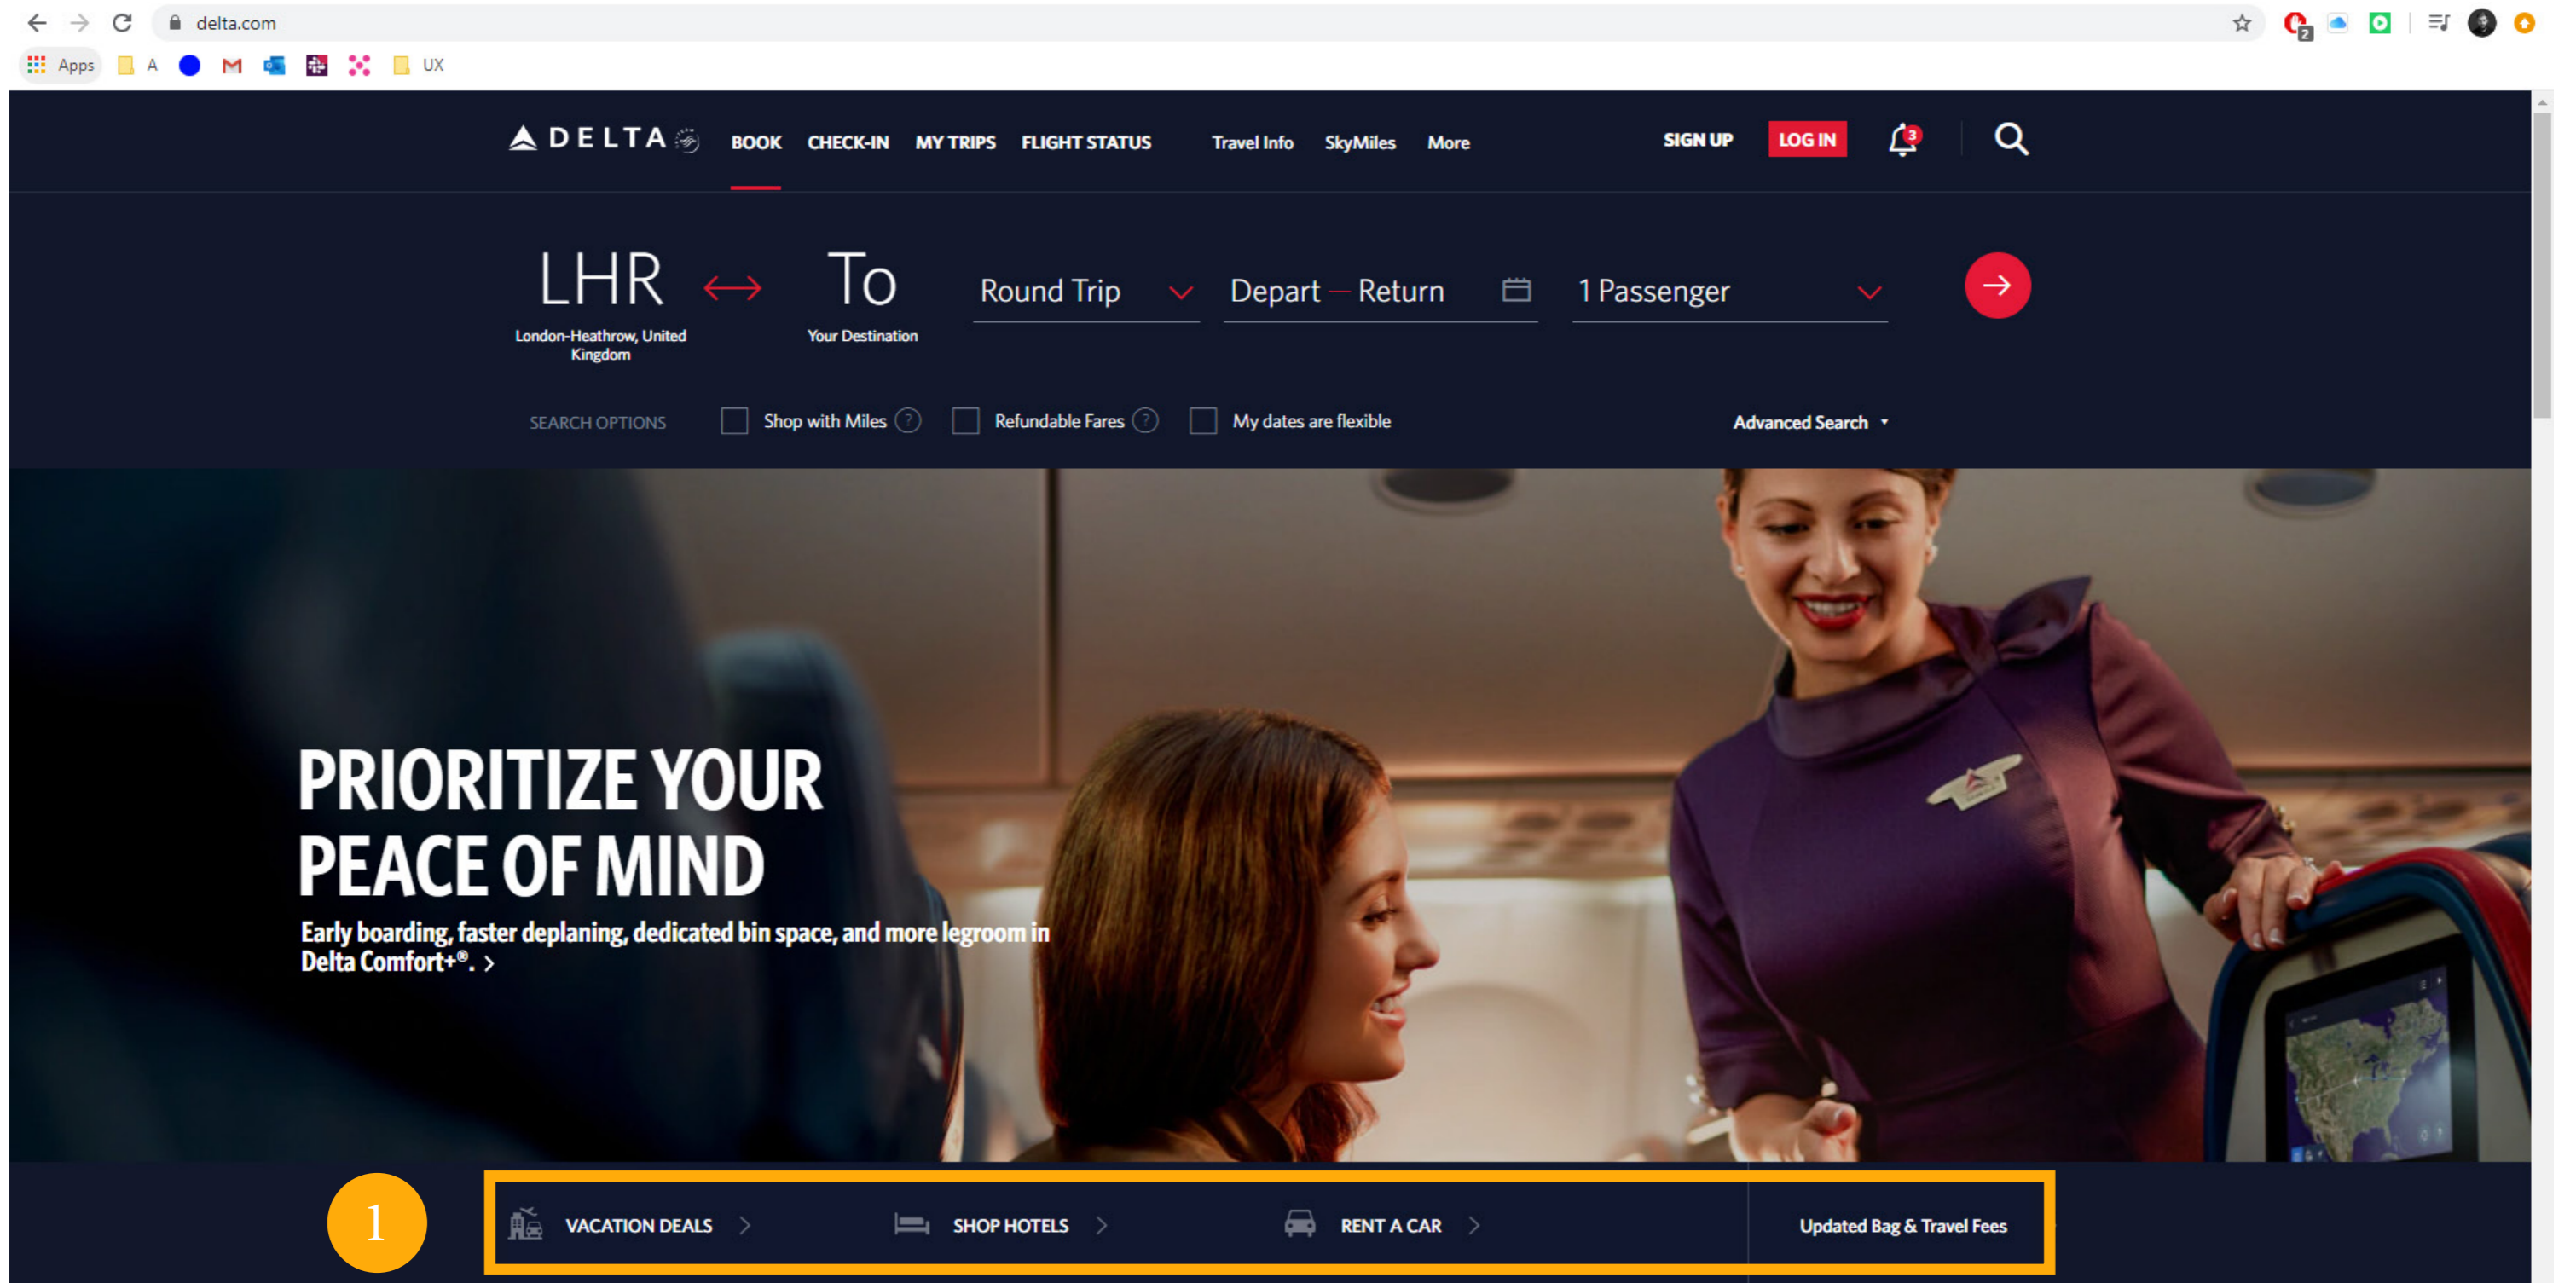 delta.com
2
Apps A UX
DELTA BOOK CHECK-IN MY TRIPS FLIGHT STATUS Travel Info SkyMiles More SIGN UP LOG IN 3
LHR To Round Trip Depart — Return 1 Passenger
London-Heathrow, United
Kingdom
Your Destination
SEARCH OPTIONS Shop with Miles ? Refundable Fares ? My dates are flexible Advanced Search
PRIORITIZE YOUR
PEACE OF MIND
Early boarding, faster deplaning, dedicated bin space, and more legroom in
Delta Comfort+®. >
1 VACATION DEALS > SHOP HOTELS > RENT A CAR > Updated Bag & Travel Fees